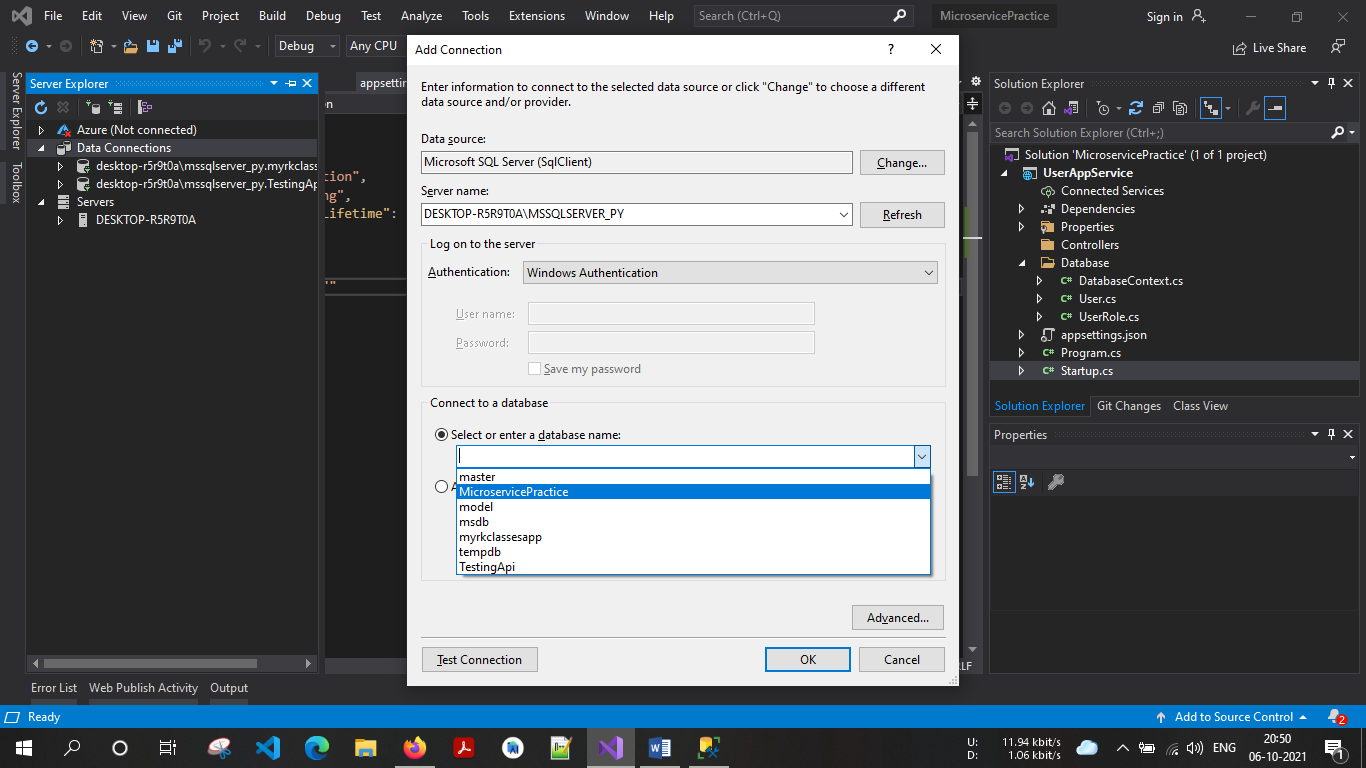 File Edit View Git Project Build Debug Test Analyze Tools Extensions Window Help Search (Ctrl+Q) MicroservicePractice Sign in
Debug Any CPU Live Share
Server Explorer
Toolbox
Server Explorer
Azure (Not connected)
Data Connections
desktop-r5r9t0a\mssqlserver_py.myrkclass
desktop-r5r9t0a\mssqlserver_py.TestingAp
Servers
DESKTOP-R5R9T0A
appsettin
on
tion",
ng",
Lifetime":
""
LF
Add Connection ?
Enter information to connect to the selected data source or click "Change" to choose a different
data source and/or provider.
Data source:
Microsoft SQL Server (SqlClient) Change...
Server name:
DESKTOP-R5R9T0A\MSSQLSERVER_PY Refresh
Log on to the server
Authentication: Windows Authentication
User name:
Password:
Save my password
Connect to a database
Select or enter a database name:
A
master
MicroservicePractice
model
msdb
myrkclassesapp
tempdb
TestingApi
Advanced...
Test Connection OK Cancel
Solution Explorer
Search Solution Explorer (Ctrl+;)
Solution 'MicroservicePractice' (1 of 1 project)
UserAppService
Connected Services
Dependencies
Properties
Controllers
Database
C# DatabaseContext.cs
C# User.cs
C# UserRole.cs
appsettings.json
C# Program.cs
C# Startup.cs
Solution Explorer Git Changes Class View
Properties
Error List Web Publish Activity Output
Ready Add to Source Control 2
U: 11.94 kbit/s
D: 1.06 kbit/s
ENG
20:50
06-10-2021
1